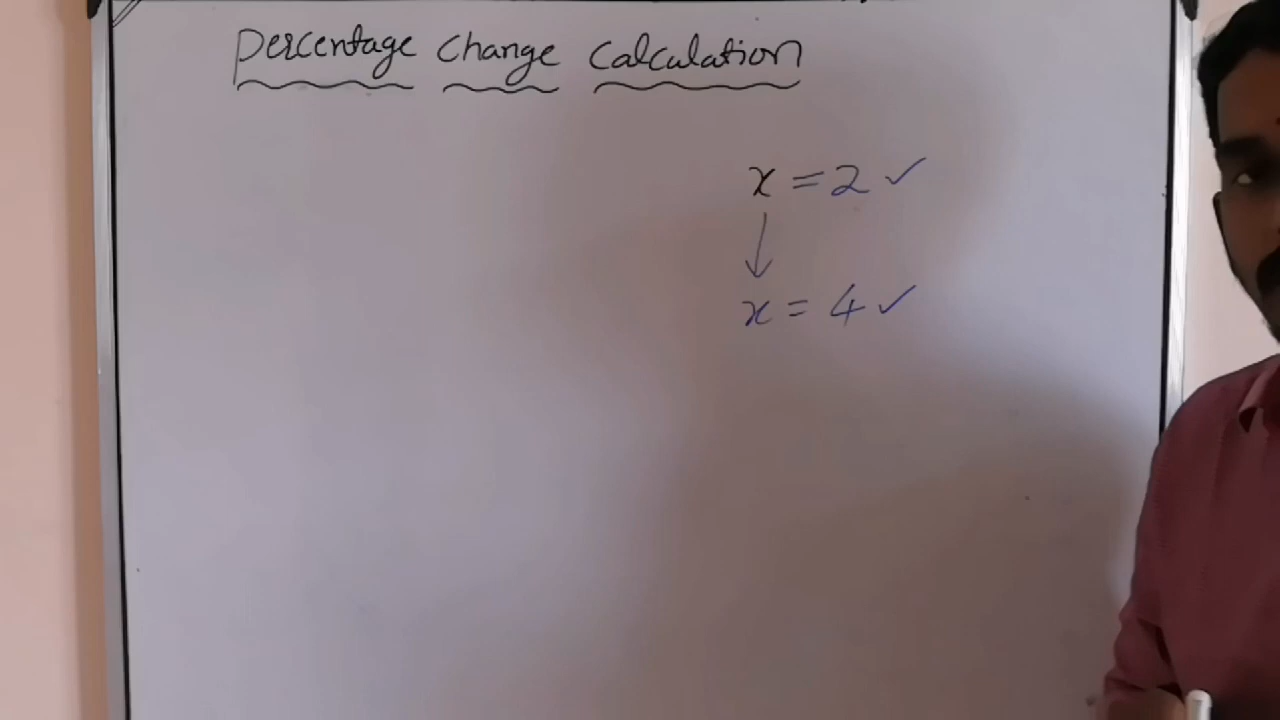 Percentage Change Calculation
x = 2 ✓
↓
x = 4 ✓